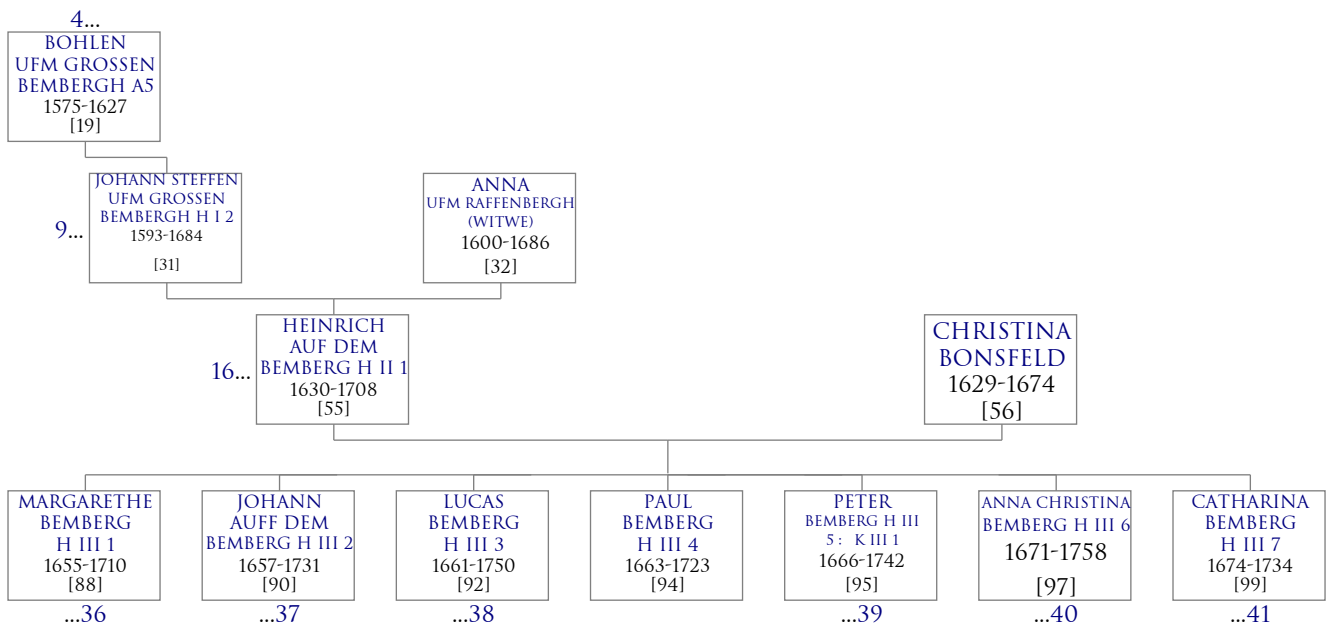 4...
BOHLEN
UFM GROSSEN
BEMBERGH A5
1575-1627
[19]
JOHANN STEFFEN
UFM GROSSEN
BEMBERGH H I 2
1593-1684
[31]
9...
ANNA
UFM RAFFENBERGH
(WITWE)
1600-1686
[32]
16...
HEINRICH
AUF DEM
BEMBERG H II 1
1630-1708
[55]
CHRISTINA
BONSFELD
1629-1674
[56]
MARGARETHE
BEMBERG
H III 1
1655-1710
[88]
...36
JOHANN
AUFF DEM
BEMBERG H III 2
1657-1731
[90]
...37
LUCAS
BEMBERG
H III 3
1661-1750
[92]
...38
PAUL
BEMBERG
H III 4
1663-1723
[94]
PETER
BEMBERG H III
5 : K III 1
1666-1742
[95]
...39
ANNA CHRISTINA
BEMBERG H III 6
1671-1758
[97]
...40
CATHARINA
BEMBERG
H III 7
1674-1734
[99]
...41